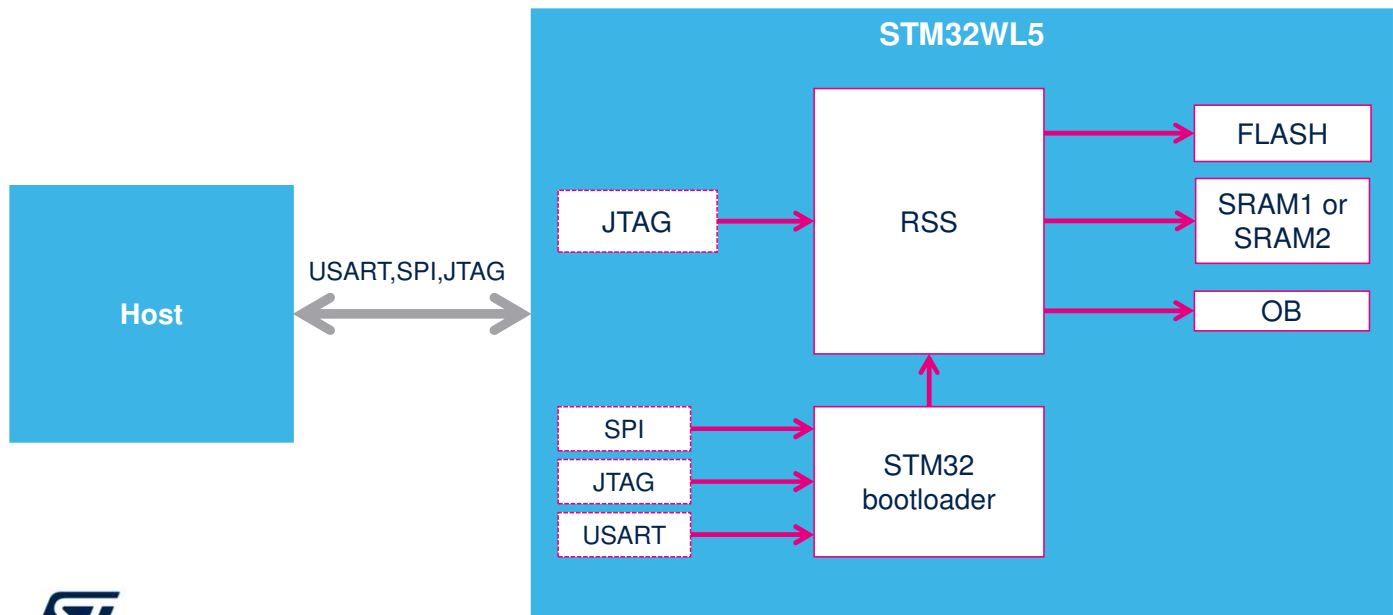 STM32WL5
FLASH
JTAG
RSS
SRAM1 or
SRAM2
USART,SPI,JTAG
Host
OB
SPI
JTAG
USART
STM32
bootloader